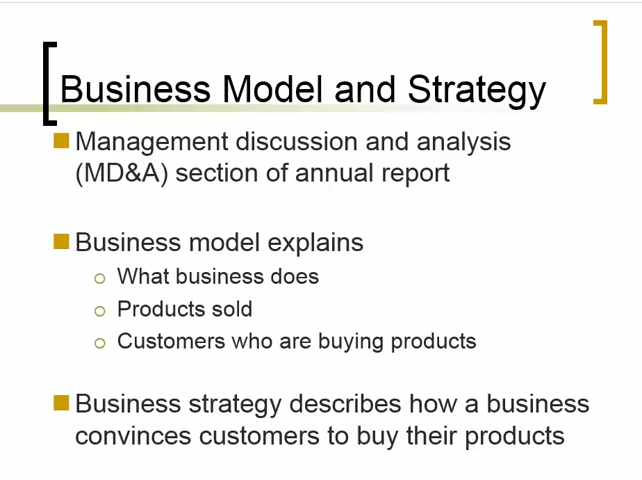 Business Model and Strategy
Management discussion and analysis
(MD&A) section of annual report
Business model explains
What business does
Products sold
Customers who are buying products
Business strategy describes how a business
convinces customers to buy their products